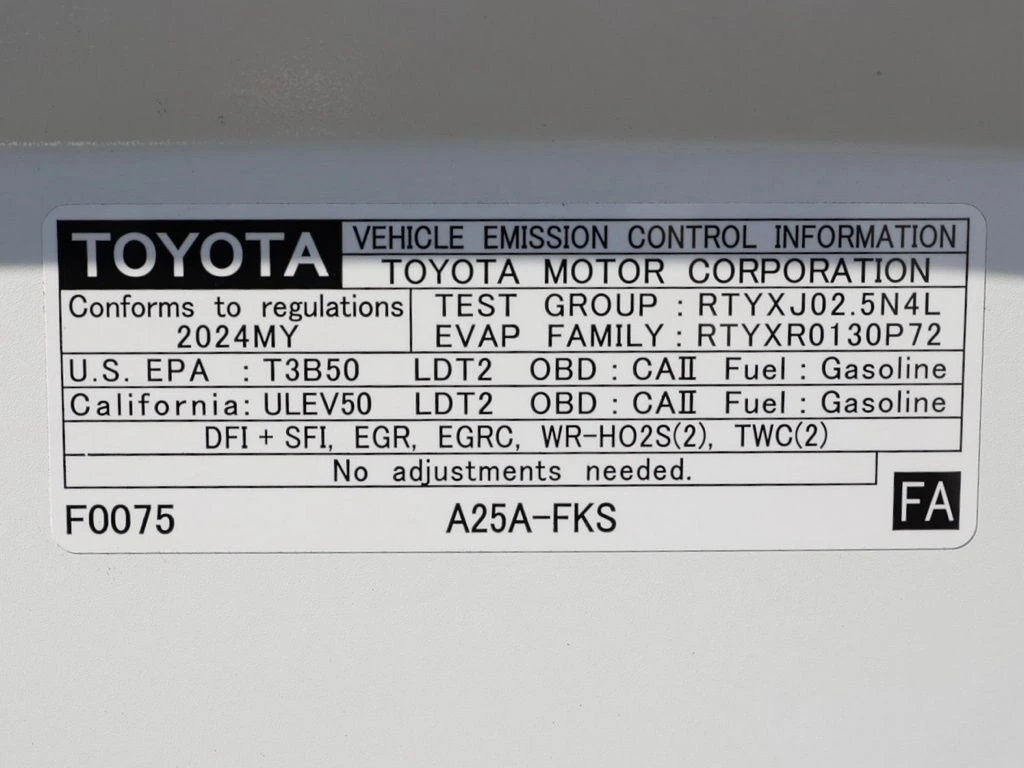 TOYOTA
VEHICLE EMISSION CONTROL INFORMATION
TOYOTA MOTOR CORPORATION
Conforms to regulations
2024MY
TEST GROUP : RTYXJ02.5N4L
EVAP FAMILY : RTYXR0130P72
U.S. EPA : T3B50 LDT2 OBD : CAⅡ Fuel : Gasoline
California: ULEV50 LDT2 OBD : CAⅡ Fuel : Gasoline
DFI + SFI, EGR, EGRC, WR-HO2S(2), TWC(2)
No adjustments needed.
FA
F0075 A25A-FKS